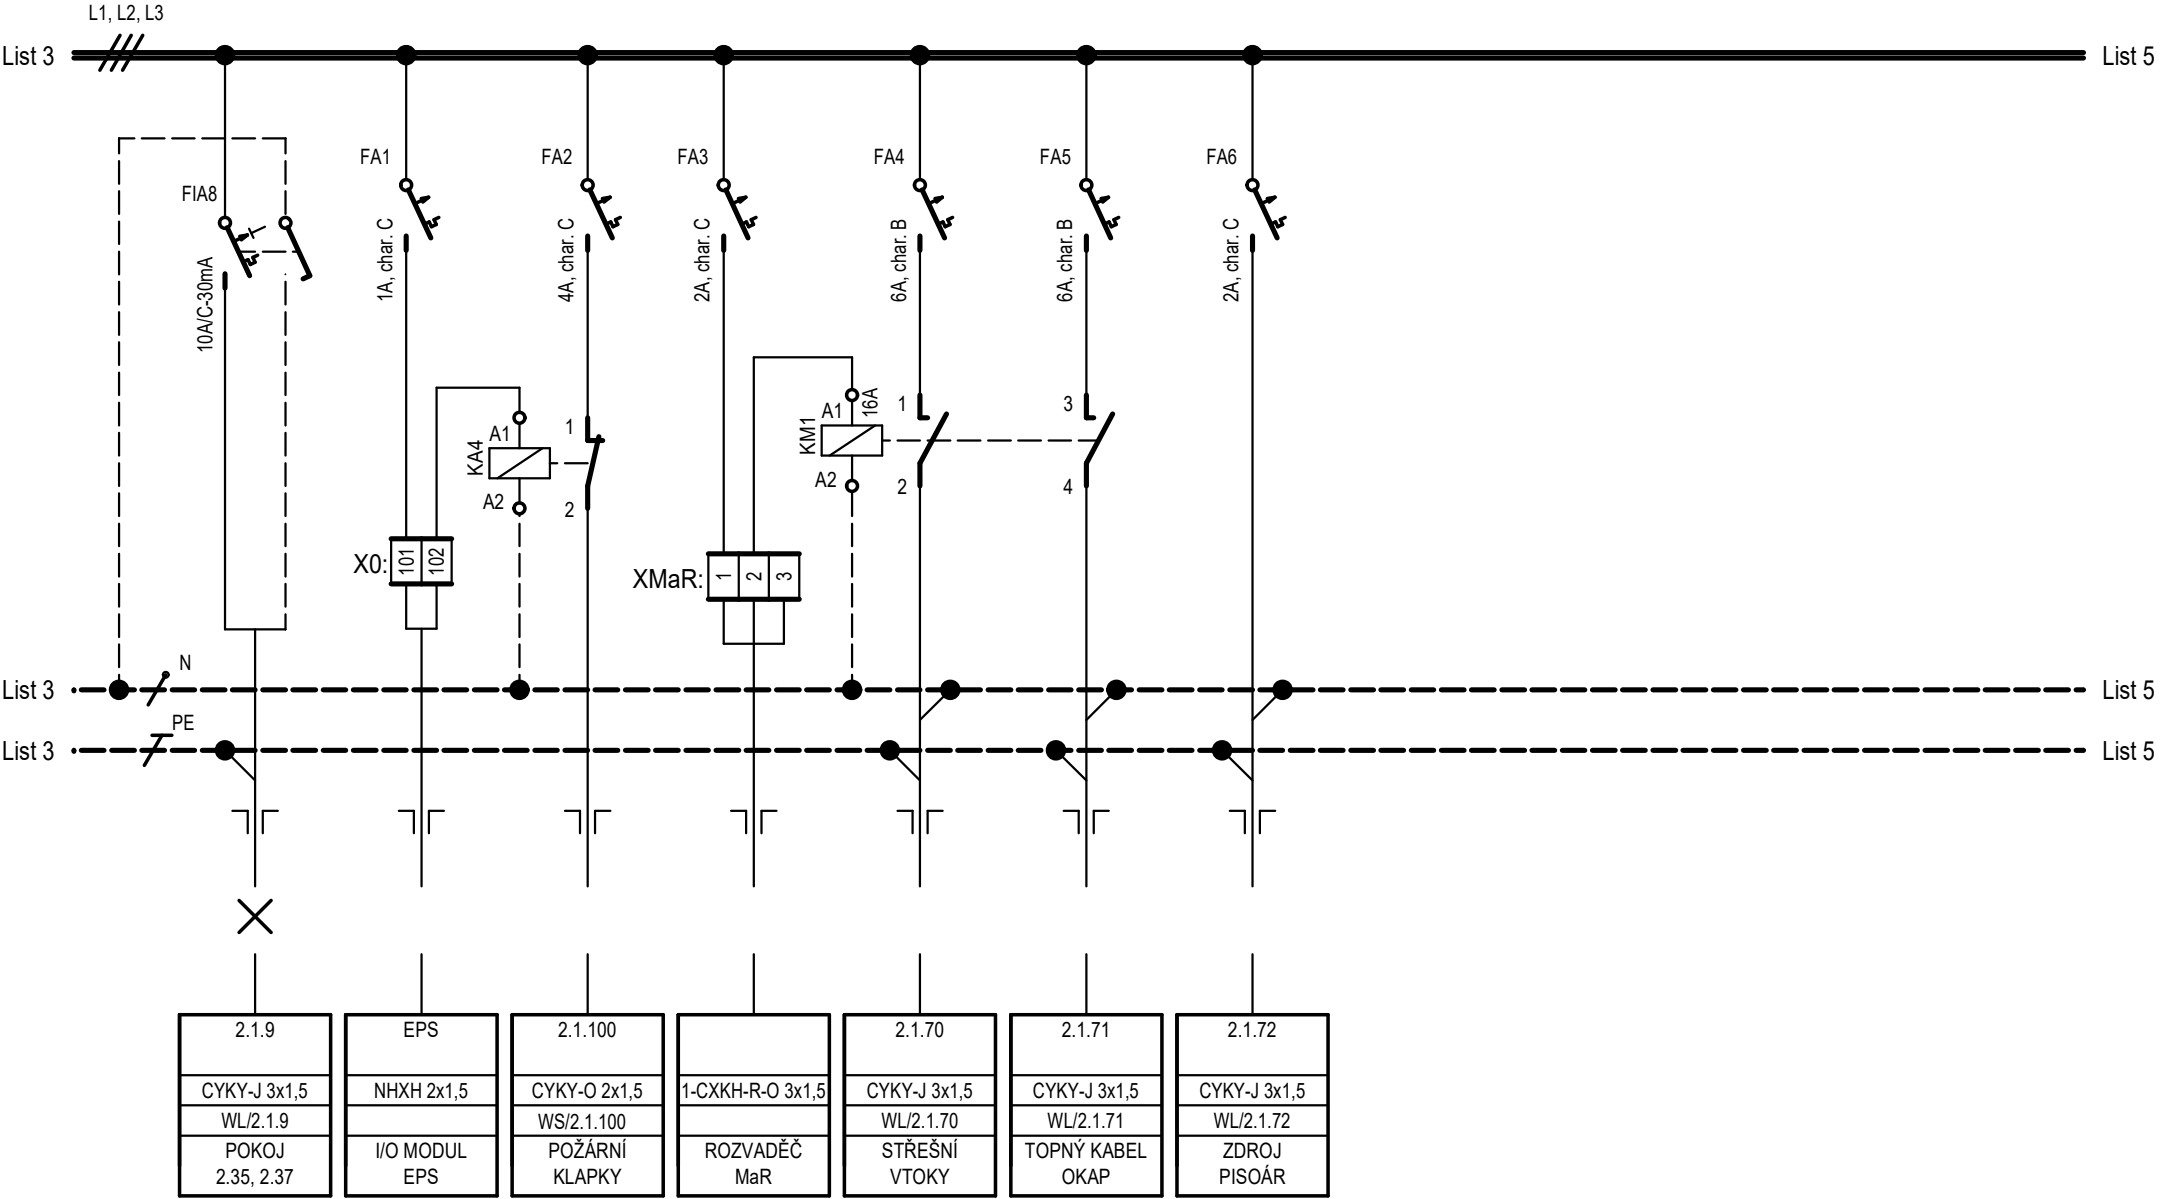 L1, L2, L3
List 3
List 5
FA1
FA2
FA3
FA4
FA5
FA6
FIA8
10A/C-30mA
1A, char. C
4A, char. C
2A, char. C
6A, char. B
6A, char. B
2A, char. C
A1
KA4
A2
1
2
A1
16A
KM1
A2
1
2
3
4
X0:
101
102
XMaR:
1
2
3
N
List 3
List 5
PE
List 3
List 5
2.1.9
CYKY-J 3x1,5
WL/2.1.9
POKOJ
2.35, 2.37
EPS
NHXH 2x1,5
I/O MODUL
EPS
2.1.100
CYKY-O 2x1,5
WS/2.1.100
POŽÁRNÍ
KLAPKY
1-CXKH-R-O 3x1,5
ROZVADĚČ
MaR
2.1.70
CYKY-J 3x1,5
WL/2.1.70
STŘEŠNÍ
VTOKY
2.1.71
CYKY-J 3x1,5
WL/2.1.71
TOPNÝ KABEL
OKAP
2.1.72
CYKY-J 3x1,5
WL/2.1.72
ZDROJ
PISOÁR